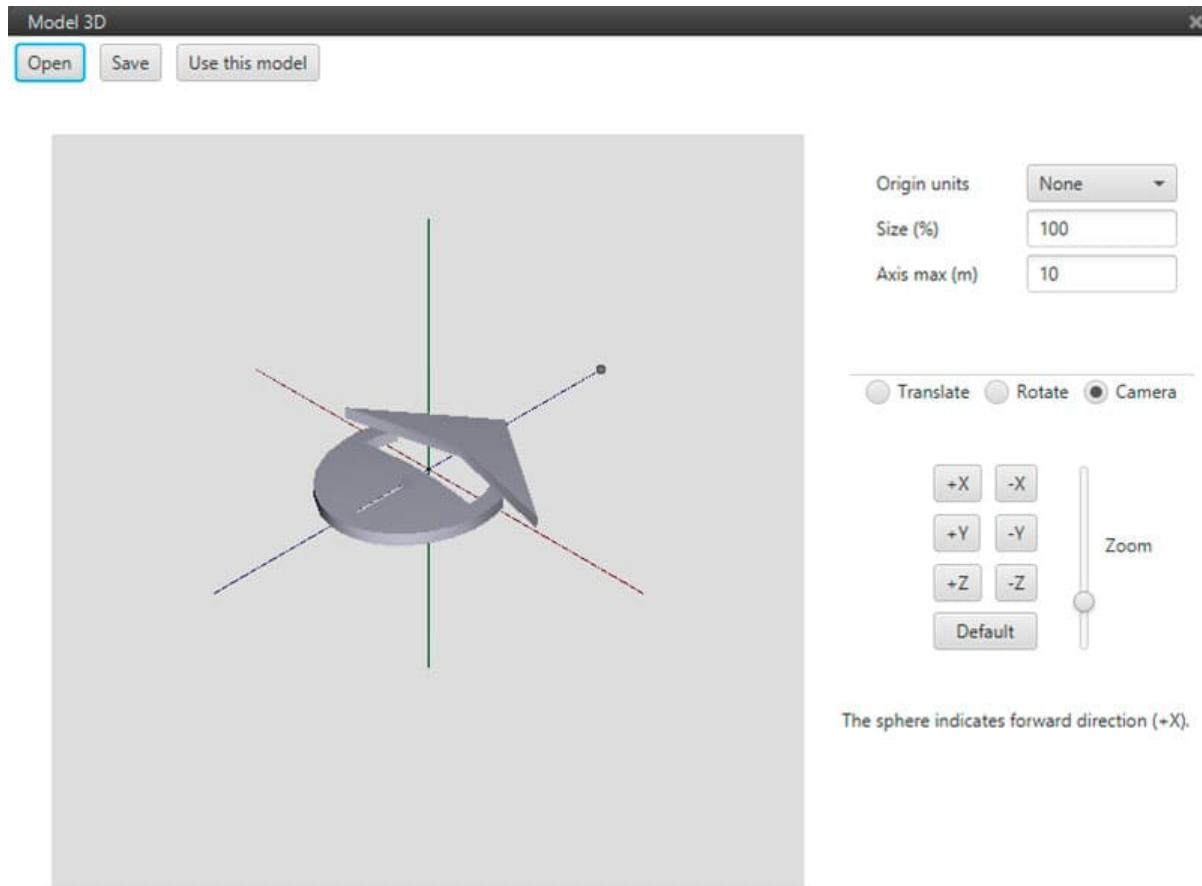 Model 3D
Open Save Use this model
Origin units None
Size (%) 100
Axis max (m) 10
Translate Rotate Camera
+X -X
+Y -Y
Zoom
+Z -Z
Default
The sphere indicates forward direction (+X).